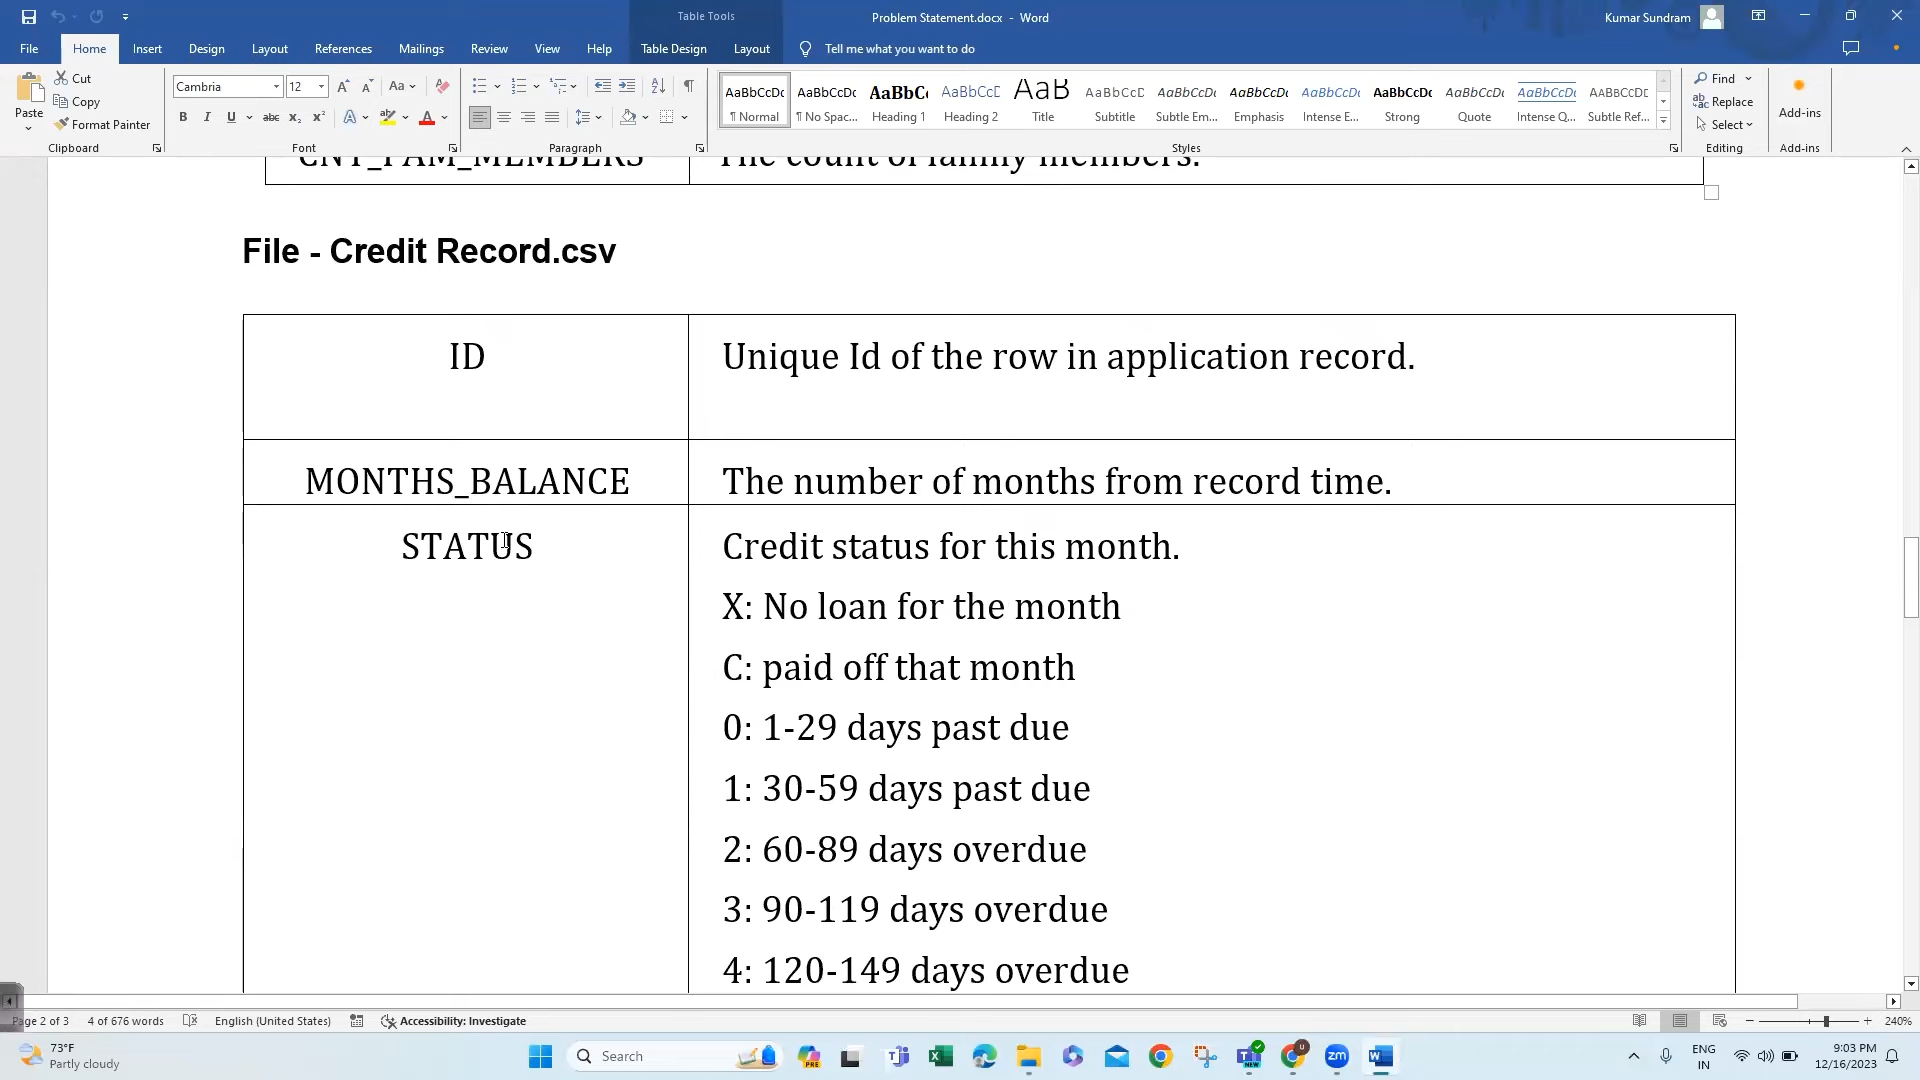 Table Tools
Problem Statement.docx - Word
Kumar Sundram
File Home Insert Design Layout References Mailings Review View Help Table Design Layout Tell me what you want to do
Paste
Cut
Copy
Format Painter
Clipboard
Cambria 12
Font
Paragraph
AaBbCcDc AaBbCcDc AaBbC AaBbCcD AaB AaBbCcD AaBbCcDc AaBbCcDc AaBbCcDc AaBbCcDc AaBbCcDc AaBbCcDc AABBCCDE
¶ Normal ¶ No Spac... Heading 1 Heading 2 Title Subtitle Subtle Em... Emphasis Intense E... Strong Quote Intense Q... Subtle Ref...
Styles
Find
Replace
Select
Editing
Add-ins
Add-ins
CNT_FAM_MEMBERS The count of family members.
File - Credit Record.csv
ID Unique Id of the row in application record.
MONTHS_BALANCE The number of months from record time.
STATUS Credit status for this month.
X: No loan for the month
C: paid off that month
0: 1-29 days past due
1: 30-59 days past due
2: 60-89 days overdue
3: 90-119 days overdue
4: 120-149 days overdue
Page 2 of 3 4 of 676 words English (United States) Accessibility: Investigate 240%
73°F
Partly cloudy
Search
ENG
IN
9:03 PM
12/16/2023